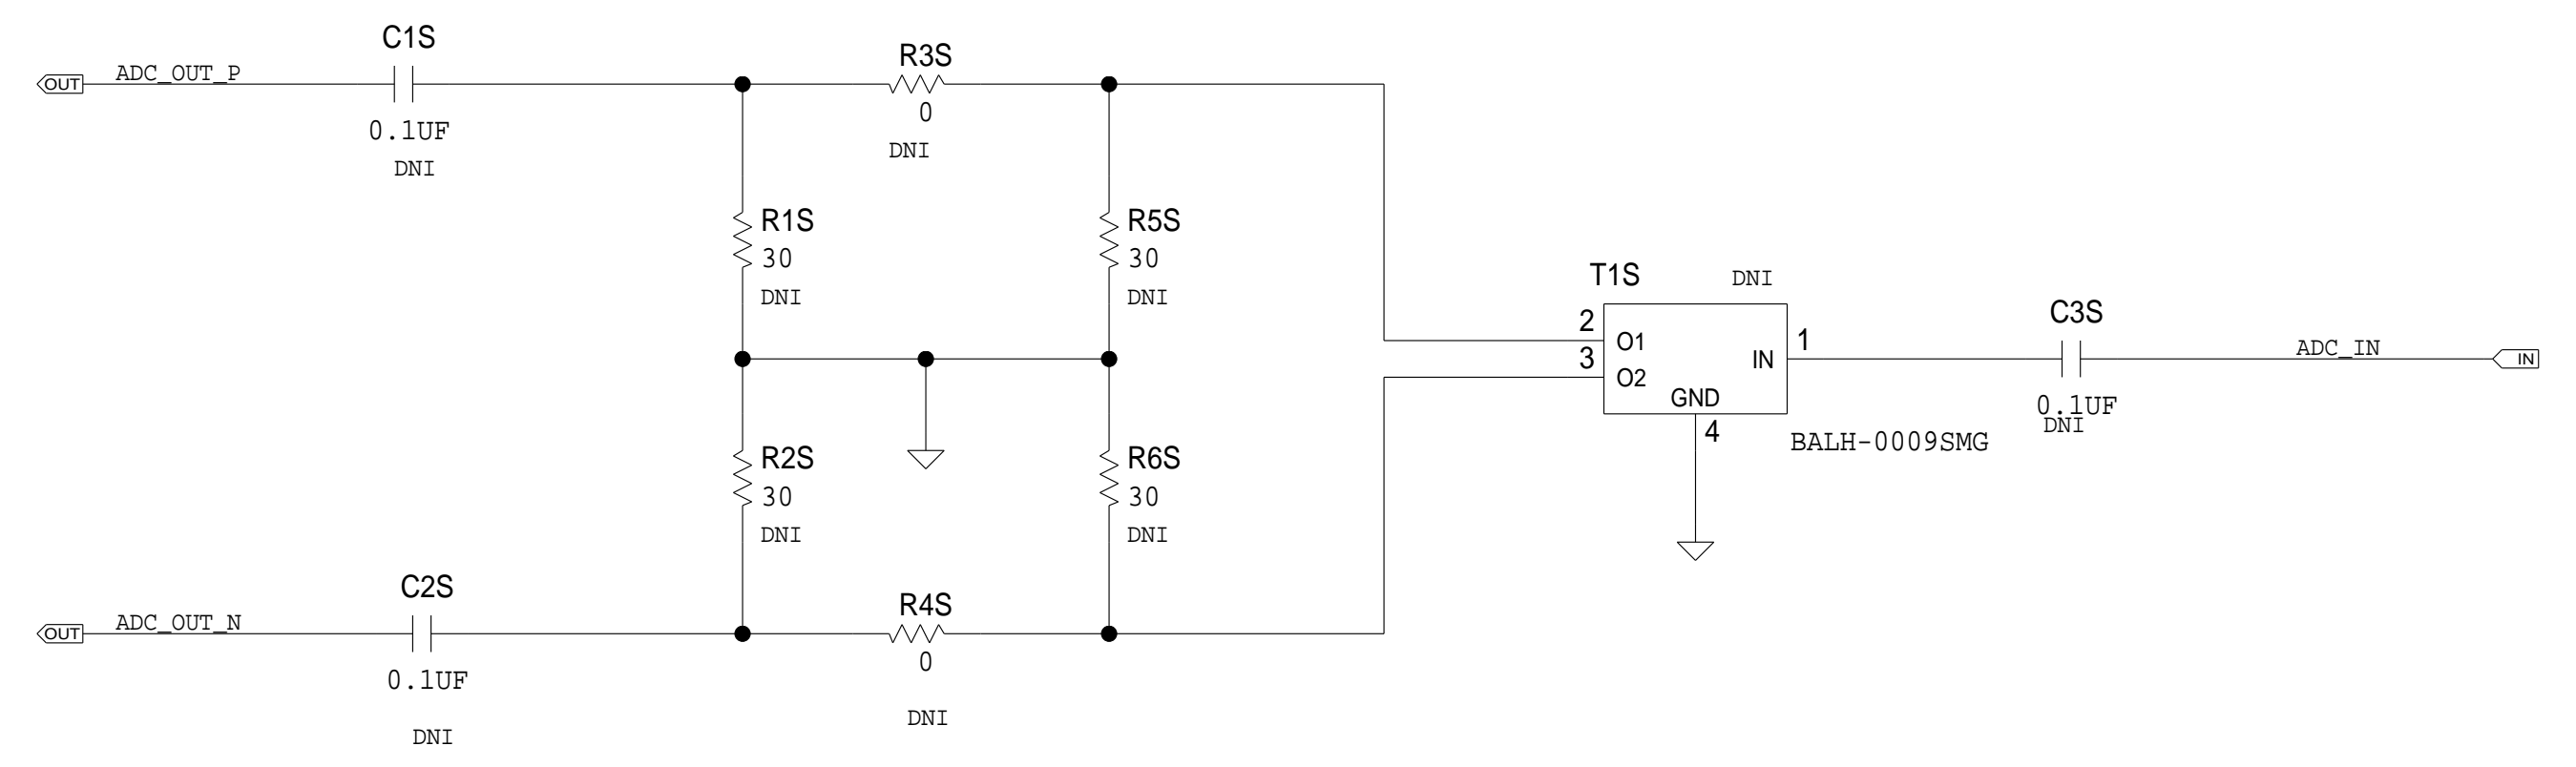 C1S
OUT
ADC_OUT_P
0.1UF
DNI
R3S
0
DNI
R1S
30
DNI
R5S
30
DNI
T1S
DNI
2
O1
3
O2
IN
1
GND
4
BALH-0009SMG
C3S
0.1UF
DNI
ADC_IN
IN
R2S
30
DNI
R6S
30
DNI
C2S
OUT
ADC_OUT_N
0.1UF
DNI
R4S
0
DNI